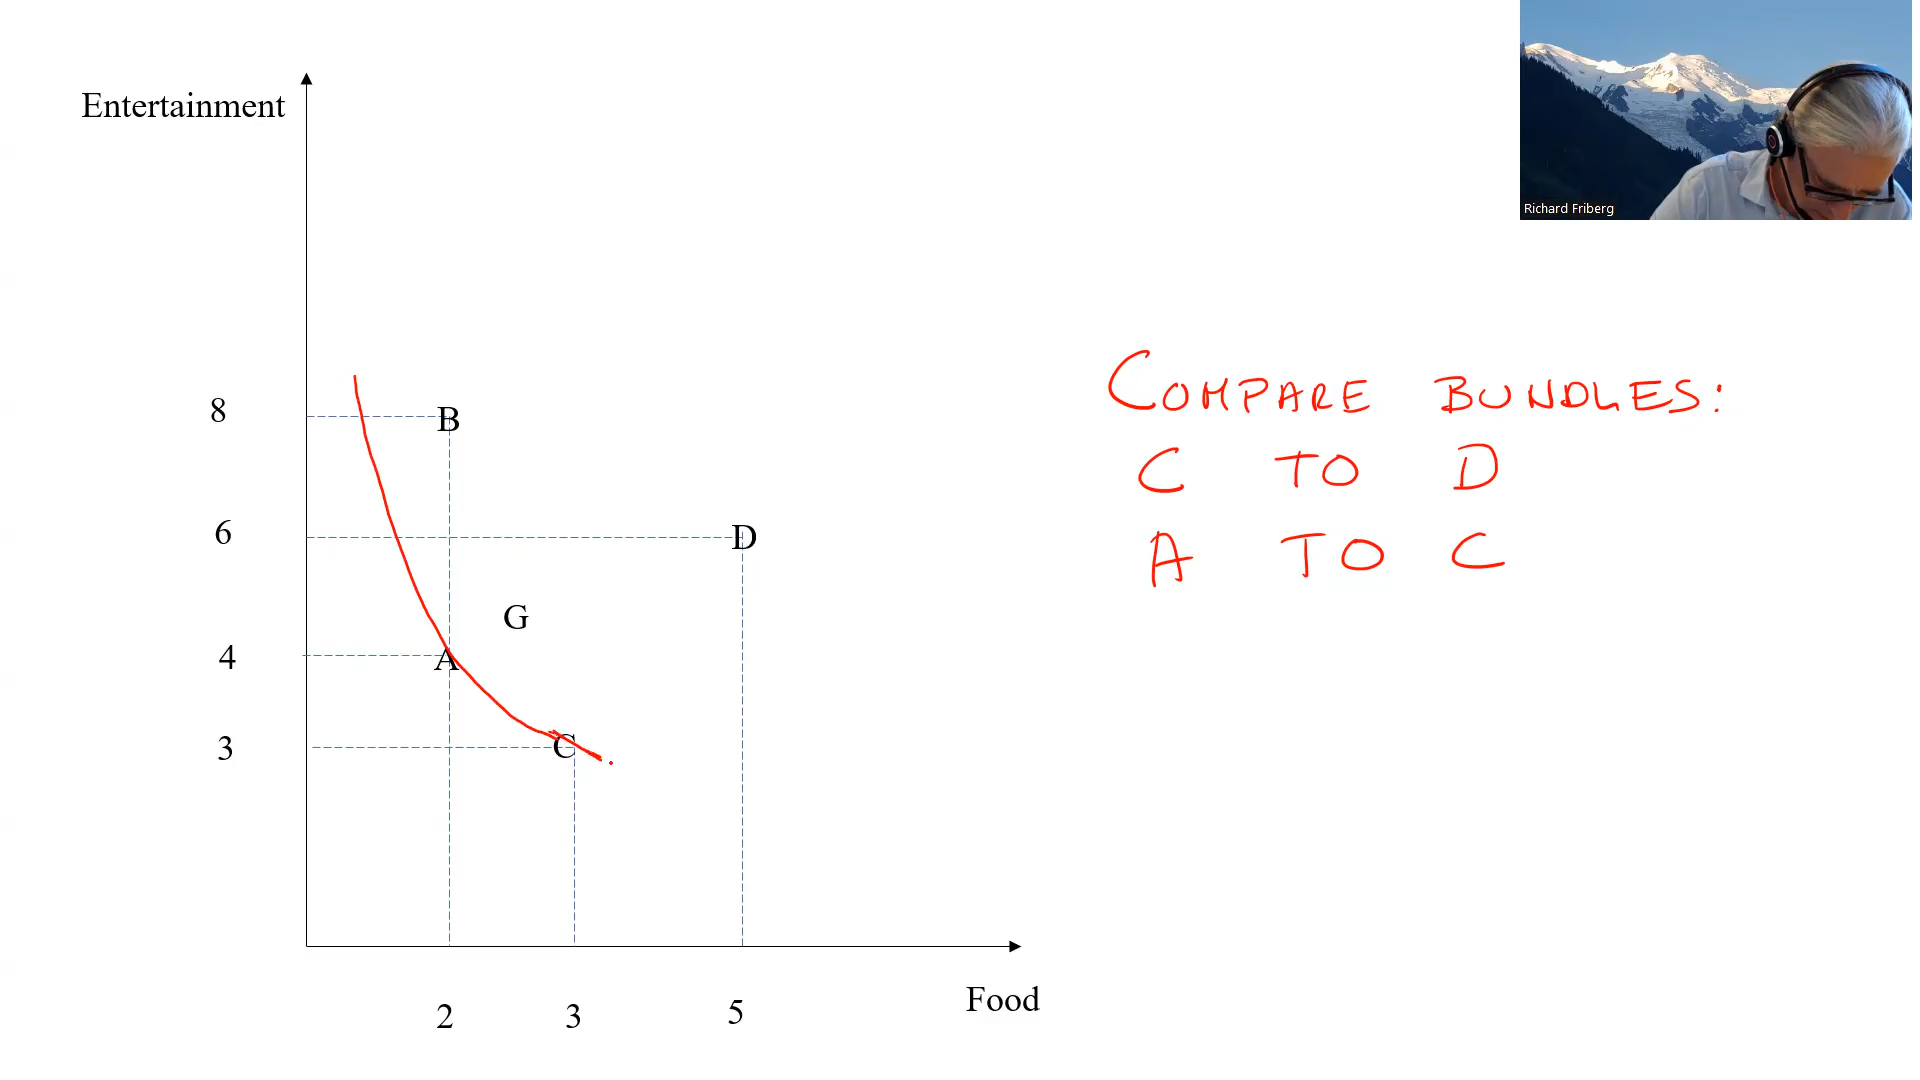 Entertainment
Richard Friberg
COMPARE BUNDLES:
8
B
C TO D
6
D
A TO C
G
4
A
3
C
Food
2
3
5